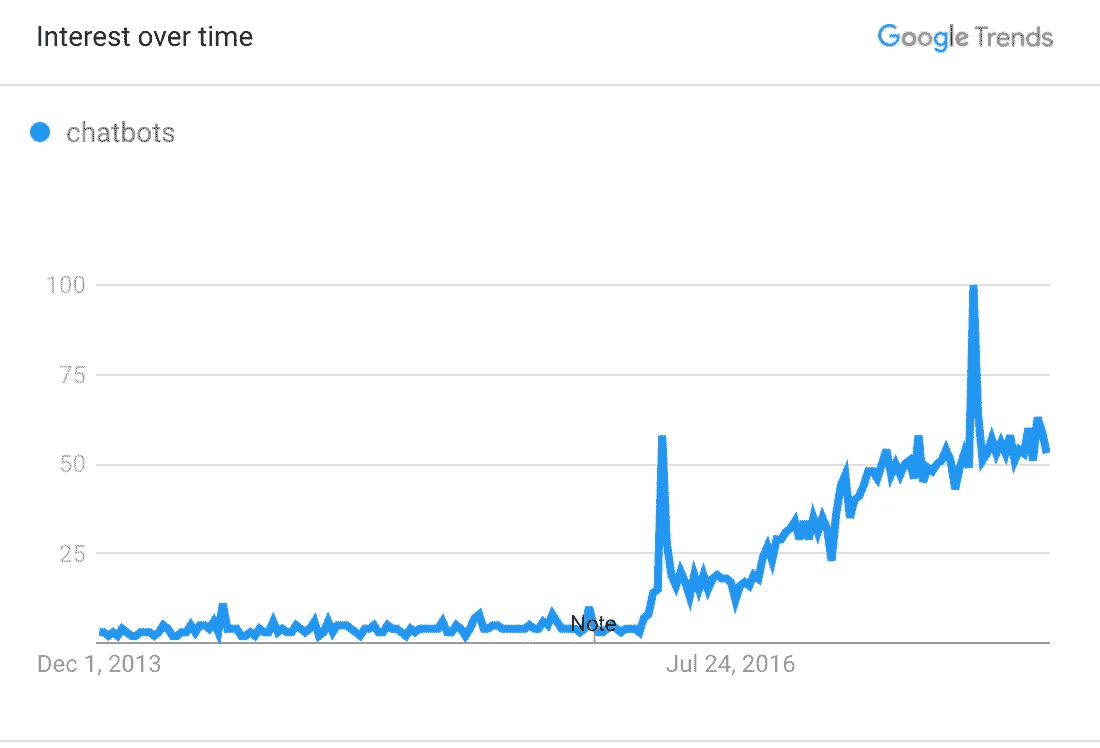 Interest over time
Google Trends
chatbots
100
75
50
25
Note
Dec 1, 2013
Jul 24, 2016